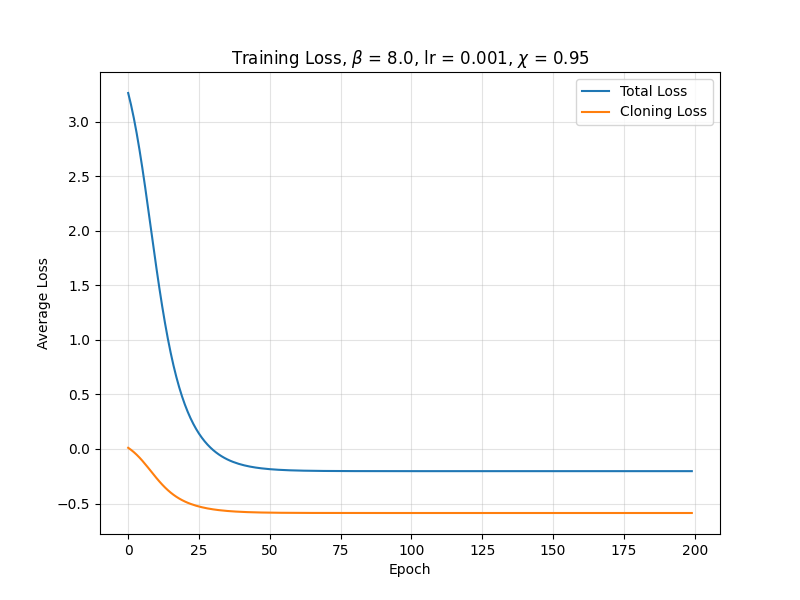 Training Loss, β = 8.0, lr = 0.001, χ = 0.95
Total Loss
Cloning Loss
Average Loss
3.0
2.5
2.0
1.5
1.0
0.5
0.0
−0.5
0 25 50 75 100 125 150 175 200
Epoch